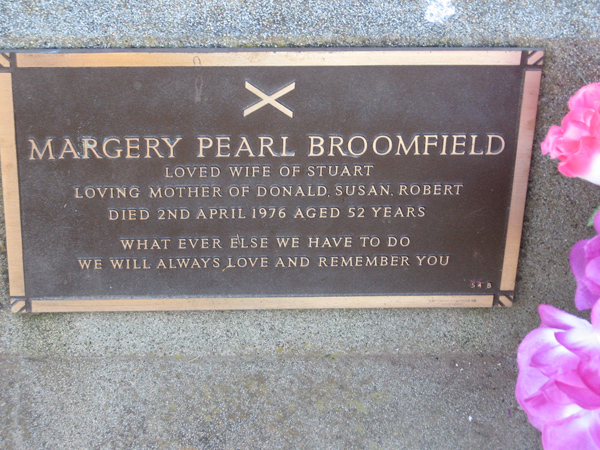 MARGERY PEARL BROOMFIELD
LOVED WIFE OF STUART
LOVING MOTHER OF DONALD, SUSAN, ROBERT
DIED 2ND APRIL 1976 AGED 52 YEARS
WHAT EVER ELSE WE HAVE TO DO
WE WILL ALWAYS LOVE AND REMEMBER YOU
54 B